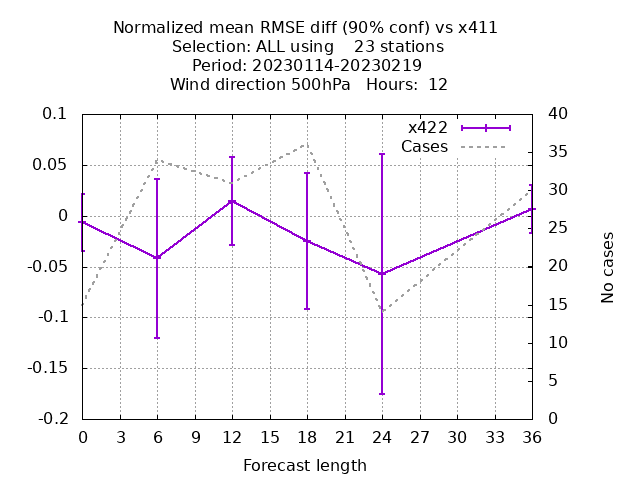 Normalized mean RMSE diff (90% conf) vs x411
Selection: ALL using    23 stations
Period: 20230114-20230219
Wind direction 500hPa   Hours:  12
x422
Cases
0.1
0.05
0
-0.05
-0.1
-0.15
-0.2
40
35
30
25
20
15
10
5
0
No cases
0 3 6 9 12 15 18 21 24 27 30 33 36
Forecast length